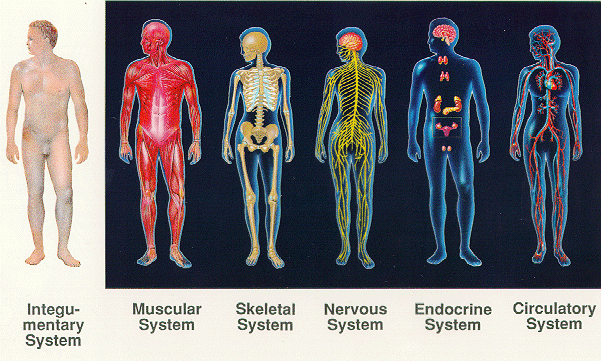 Integu-
mentary
System
Muscular
System
Skeletal
System
Nervous
System
Endocrine
System
Circulatory
System